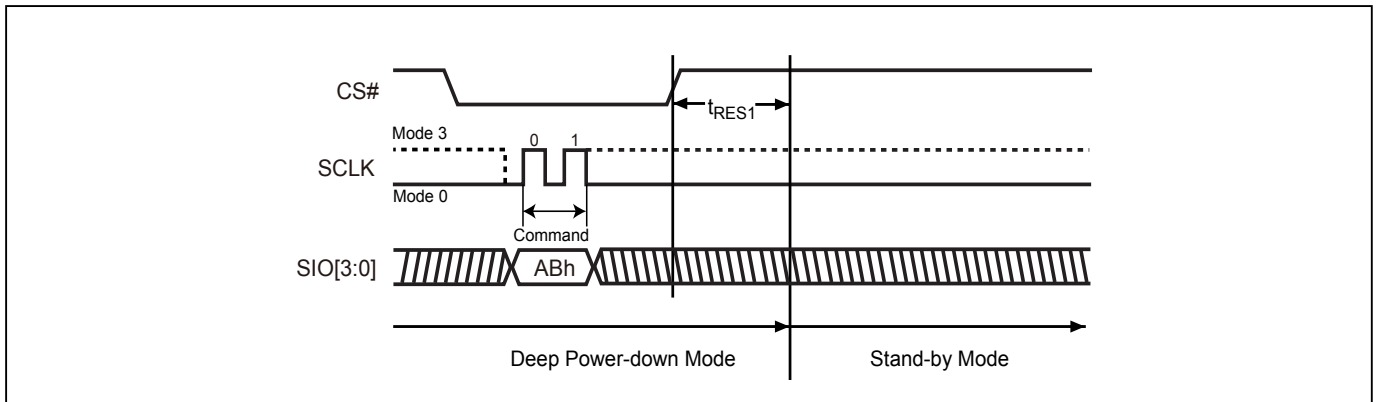 CS#
tRES1
Mode 3
0 1
SCLK
Mode 0
Command
SIO[3:0]
ABh
Deep Power-down Mode
Stand-by Mode